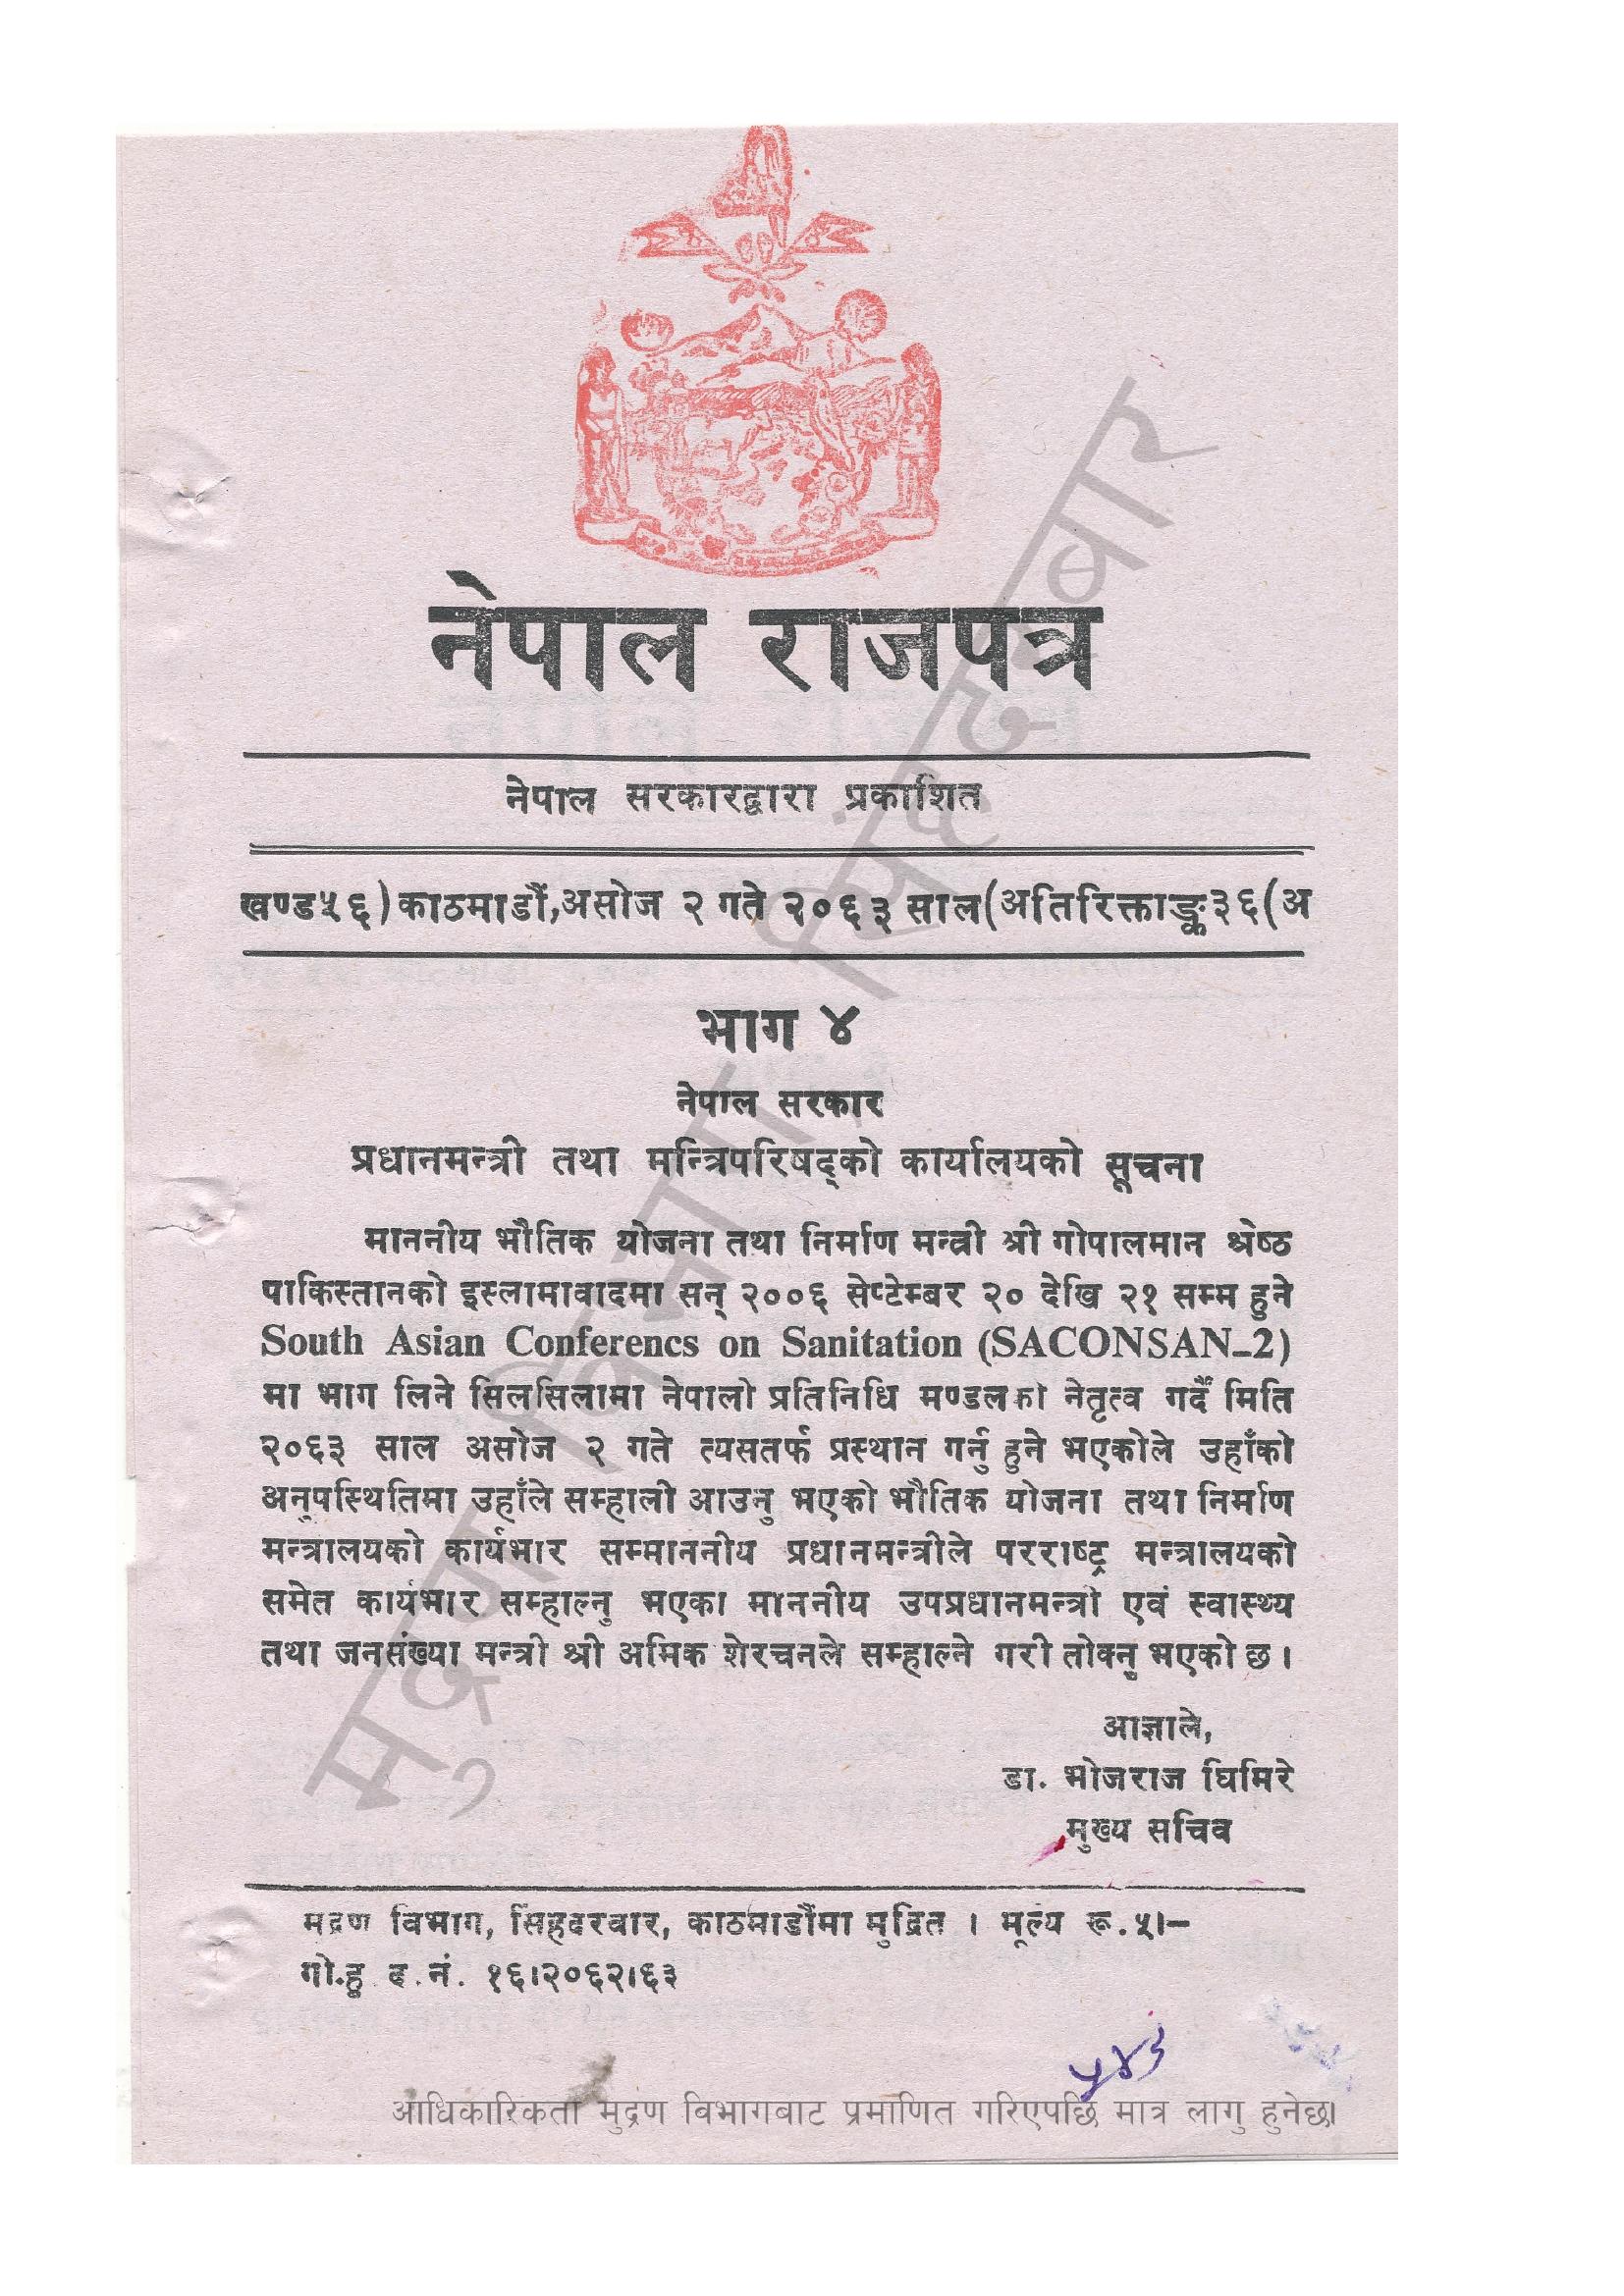 नेपाल राजपत्र
नेपाल सरकारद्वारा प्रकाशित
खण्ड५६) काठमाडौं, असोज २ गते २०६३ साल (अतिरिक्ताङ्क३६(अ
भाग ४
नेपाल सरकार
प्रधानमन्त्री तथा मन्त्रिपरिषद्को कार्यालयको सूचना
माननीय भौतिक योजना तथा निर्माण मन्त्री श्री गोपालमान श्रेष्ठ
पाकिस्तानको इस्लामावादमा सन् २००६ सेप्टेम्बर २० देखि २१ सम्म हुने
South Asian Conferencs on Sanitation (SACONSAN-2)
मा भाग लिने सिलसिलामा नेपाली प्रतिनिधि मण्डलको नेतृत्व गर्दै मिति
२०६३ साल असोज २ गते त्यसतर्फ प्रस्थान गर्नु हुने भएकोले उहाँको
अनुपस्थितिमा उहाँले सम्हाली आउनु भएको भौतिक योजना तथा निर्माण
मन्त्रालयको कार्यभार सम्माननीय प्रधानमन्त्रीले परराष्ट्र मन्त्रालयको
समेत कार्यभार सम्हाल्नु भएका माननीय उपप्रधानमन्त्री एवं स्वास्थ्य
तथा जनसंख्या मन्त्री श्री अमिक शेरचनले सम्हाल्ने गरी तोक्नु भएको छ ।
आज्ञाले,
डा. भोजराज घिमिरे
मुख्य सचिव
मद्रण विभाग, सिंहदरवार, काठमाडौंमा मुद्रित । मूल्य रू. ५।–
गो.हु द. नं. १६।२०६२।६३
५४३
आधिकारिकता मुद्रण विभागबाट प्रमाणित गरिएपछि मात्र लागु हुनेछ।
मुद्रण विभाग, सिंहदरबार